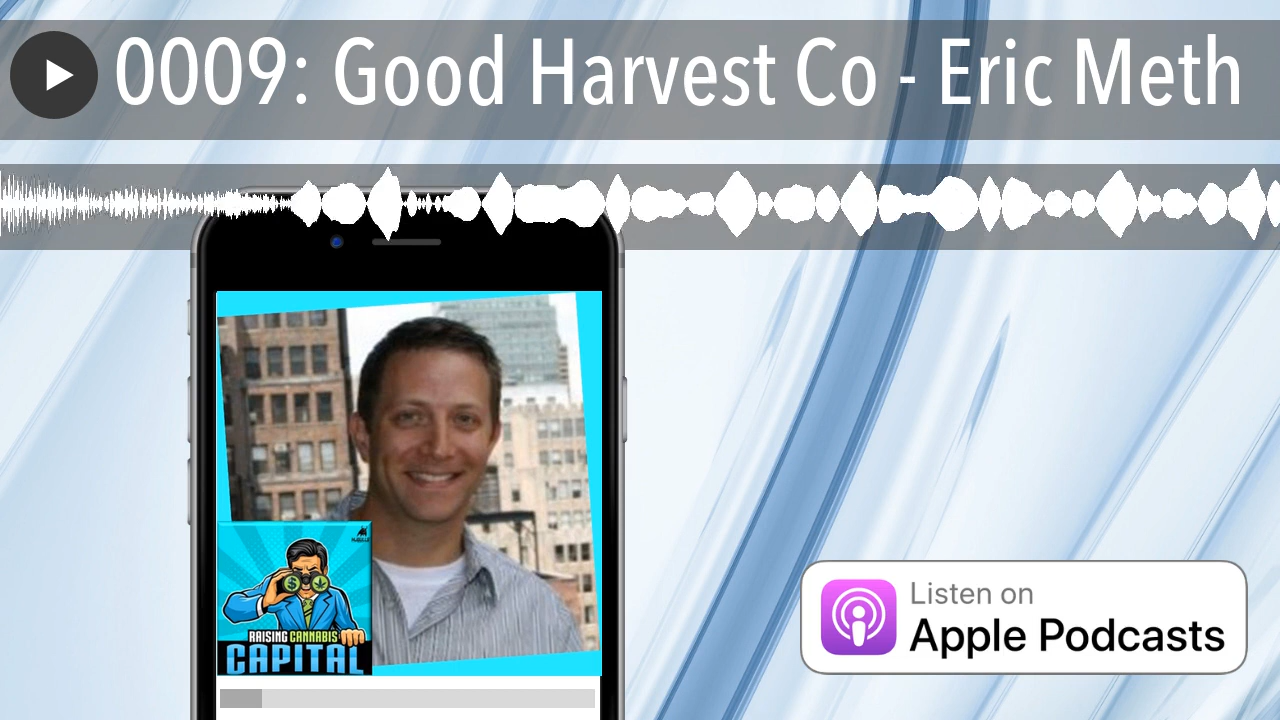 0009: Good Harvest Co - Eric Meth
$
RAISING CANNABIS
CAPITAL
Listen on
Apple Podcasts